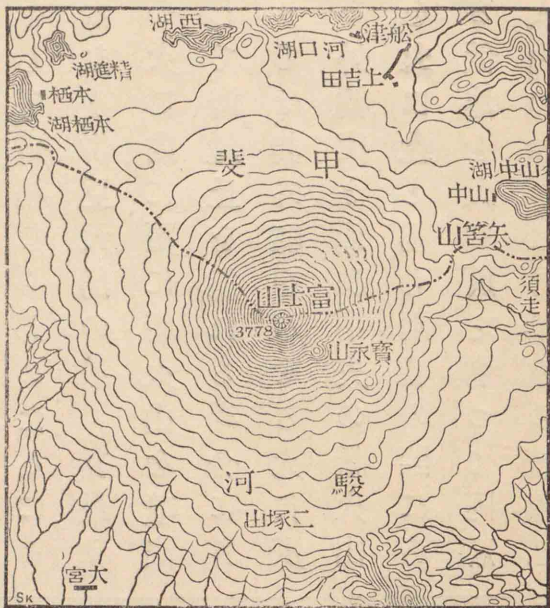 西湖
河口湖
舩津
上吉田
精進湖
本栖
本栖湖
甲斐
山中湖
山中
矢筈山
須走
富士山
3778
寶永山
駿河
二塚山
大宮
SK